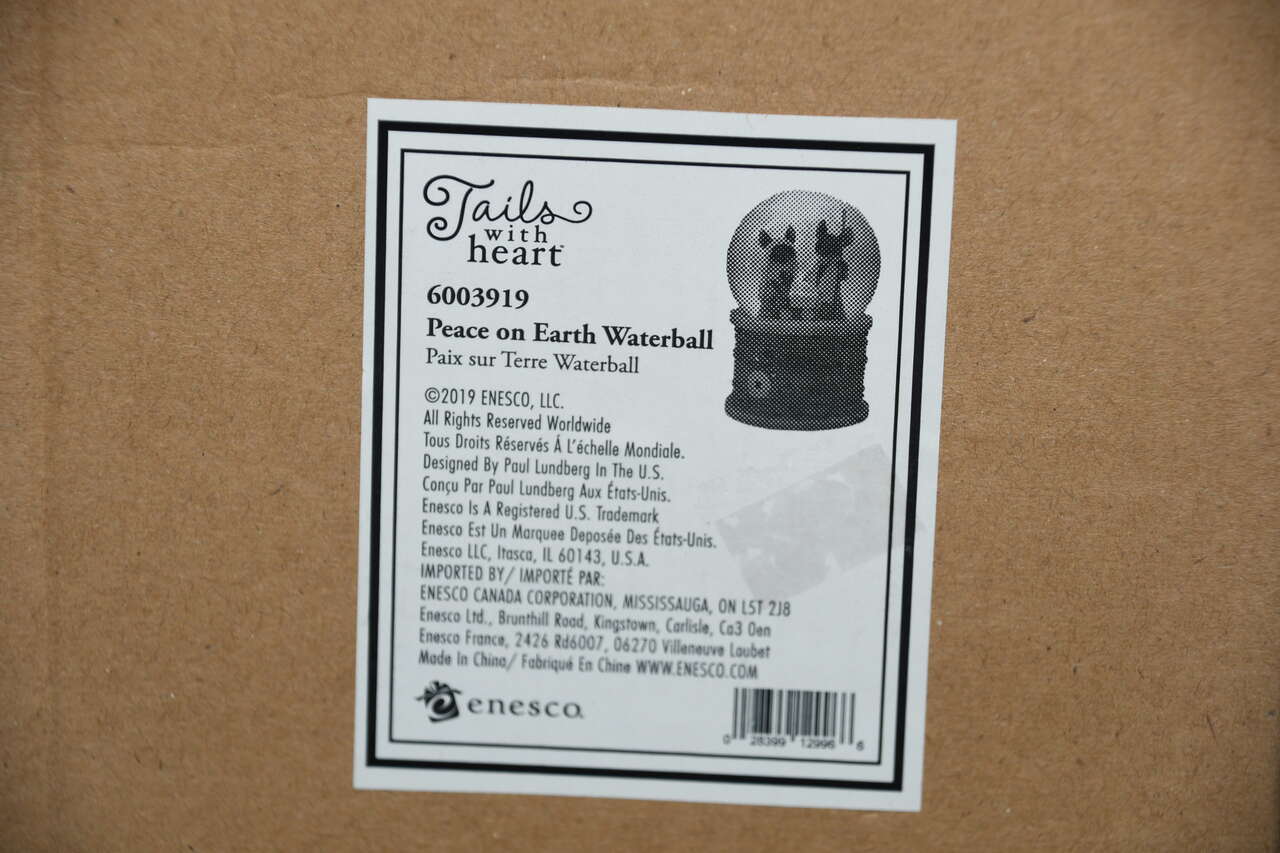 Tails
with
heart™
6003919
Peace on Earth Waterball
Paix sur Terre Waterball
©2019 ENESCO, LLC.
All Rights Reserved Worldwide
Tous Droits Réservés Á L'échelle Mondiale.
Designed By Paul Lundberg In The U.S.
Conçu Par Paul Lundberg Aux États-Unis.
Enesco Is A Registered U.S. Trademark
Enesco Est Un Marquee Deposée Des États-Unis.
Enesco LLC, Itasca, IL 60143, U.S.A.
IMPORTED BY/ IMPORTÉ PAR:
ENESCO CANADA CORPORATION, MISSISSAUGA, ON L5T 2J8
Enesco Ltd., Brunthill Road, Kingstown, Carlisle, Ca3 0en
Enesco France, 2426 Rd6007, 06270 Villeneuve Loubet
Made In China/ Fabriqué En Chine WWW.ENESCO.COM
enesco.
0 28399 12996 6